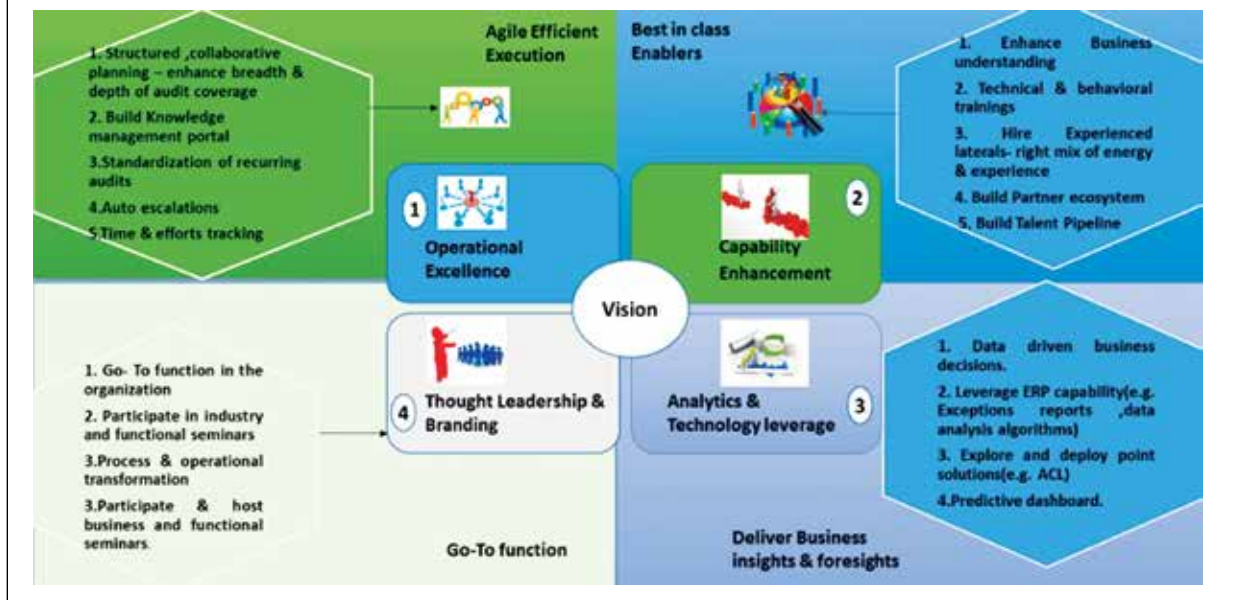 Agile Efficient
Execution
1. Structured ,collaborative
planning – enhance breadth &
depth of audit coverage
2. Build Knowledge
management portal
3.Standardization of recurring
audits
4.Auto escalations
5.Time & efforts tracking
1
Operational
Excellence
Best in class
Enablers
1. Enhance Business
understanding
2. Technical & behavioral
trainings
3. Hire Experienced
laterals- right mix of energy
& experience
4. Build Partner ecosystem
5. Build Talent Pipeline
2
Capability
Enhancement
Vision
1. Go- To function in the
organization
2. Participate in industry
and functional seminars
3.Process & operational
transformation
3.Participate & host
business and functional
seminars
4
Thought Leadership &
Branding
Go-To function
Analytics &
Technology leverage
3
1. Data driven business
decisions.
2. Leverage ERP capability(e.g.
Exceptions reports ,data
analysis algorithms)
3. Explore and deploy point
solutions(e.g. ACL)
4.Predictive dashboard.
Deliver Business
insights & foresights